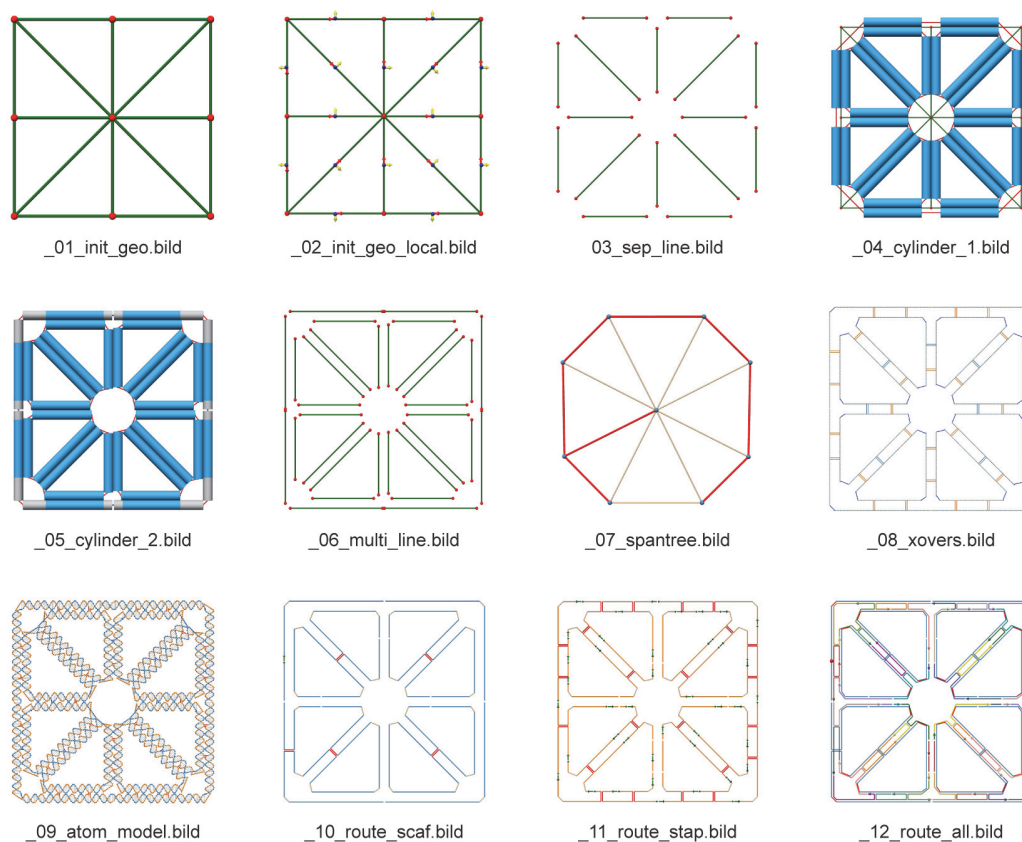 _01_init_geo.bild
_02_init_geo_local.bild
03_sep_line.bild
_04_cylinder_1.bild
_05_cylinder_2.bild
_06_multi_line.bild
_07_spantree.bild
_08_xovers.bild
_09_atom_model.bild
_10_route_scaf.bild
_11_route_stap.bild
_12_route_all.bild